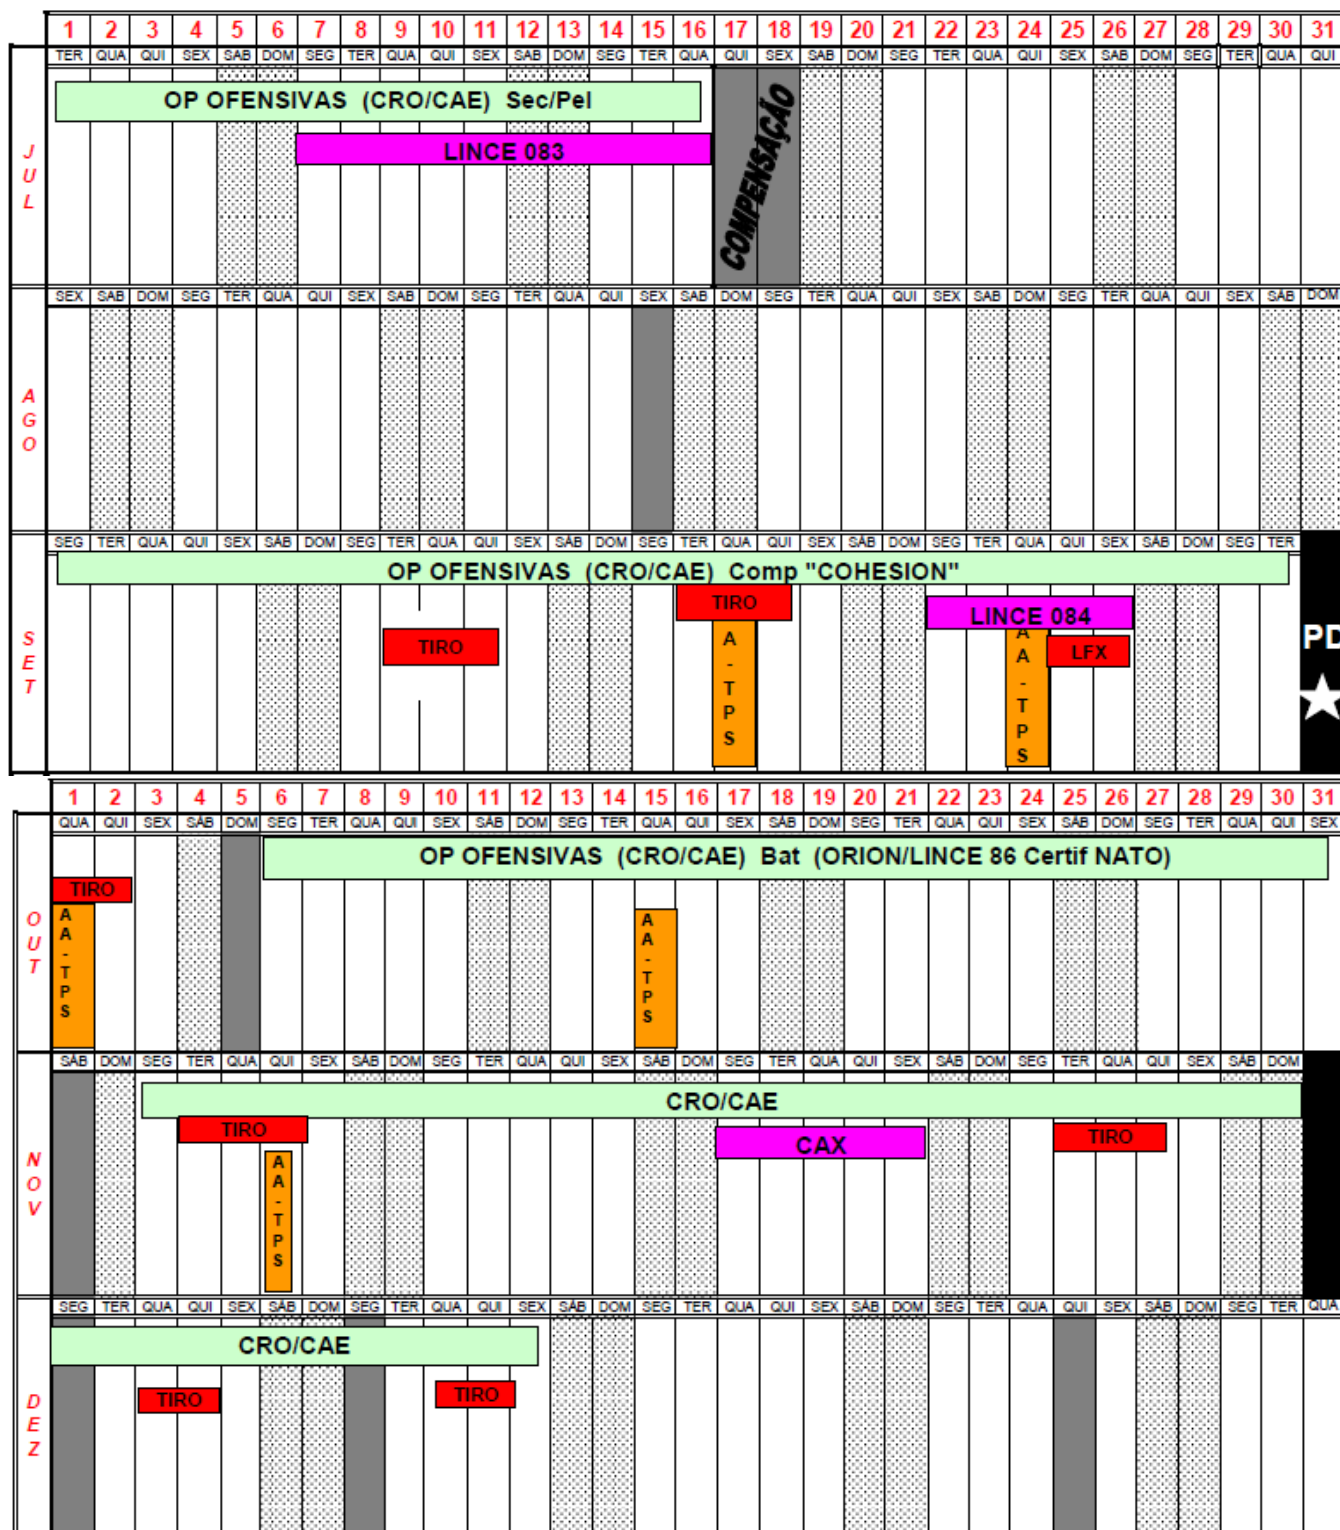 1 2 3 4 5 6 7 8 9 10 11 12 13 14 15 16 17 18 19 20 21 22 23 24 25 26 27 28 29 30 31
TER QUA QUI SEX SAB DOM SEG TER QUA QUI SEX SÁB DOM SEG TER QUA QUI SEX SÁB DOM SEG TER QUA QUI SEX SÁB DOM SEG TER QUA QUI
JUL
OP OFENSIVAS (CRO/CAE) Sec/Pel
LINCE 083
COMPENSAÇÃO
SEX SAB DOM SEG TER QUA QUI SEX SÁB DOM SEG TER QUA QUI SEX SÁB DOM SEG TER QUA QUI SEX SÁB DOM SEG TER QUA QUI SEX SÁB DOM
AGO
SEG TER QUA QUI SEX SÁB DOM SEG TER QUA QUI SEX SÁB DOM SEG TER QUA QUI SEX SÁB DOM SEG TER QUA QUI SEX SÁB DOM SEG TER
SET
OP OFENSIVAS (CRO/CAE) Comp "COHESION"
TIRO
TIRO
A-TPS
LINCE 084
AA-TPS
LFX
PD
1 2 3 4 5 6 7 8 9 10 11 12 13 14 15 16 17 18 19 20 21 22 23 24 25 26 27 28 29 30 31
QUA QUI SEX SÁB DOM SEG TER QUA QUI SEX SÁB DOM SEG TER QUA QUI SEX SÁB DOM SEG TER QUA QUI SEX SÁB DOM SEG TER QUA QUI SEX
OUT
OP OFENSIVAS (CRO/CAE) Bat (ORION/LINCE 86 Certif NATO)
TIRO
AA-TPS
AA-TPS
SÁB DOM SEG TER QUA QUI SEX SÁB DOM SEG TER QUA QUI SEX SÁB DOM SEG TER QUA QUI SEX SÁB DOM SEG TER QUA QUI SEX SÁB DOM
NOV
CRO/CAE
TIRO
AA-TPS
CAX
TIRO
SEG TER QUA QUI SEX SÁB DOM SEG TER QUA QUI SEX SÁB DOM SEG TER QUA QUI SEX SÁB DOM SEG TER QUA QUI SEX SÁB DOM SEG TER QUA
DEZ
CRO/CAE
TIRO
TIRO